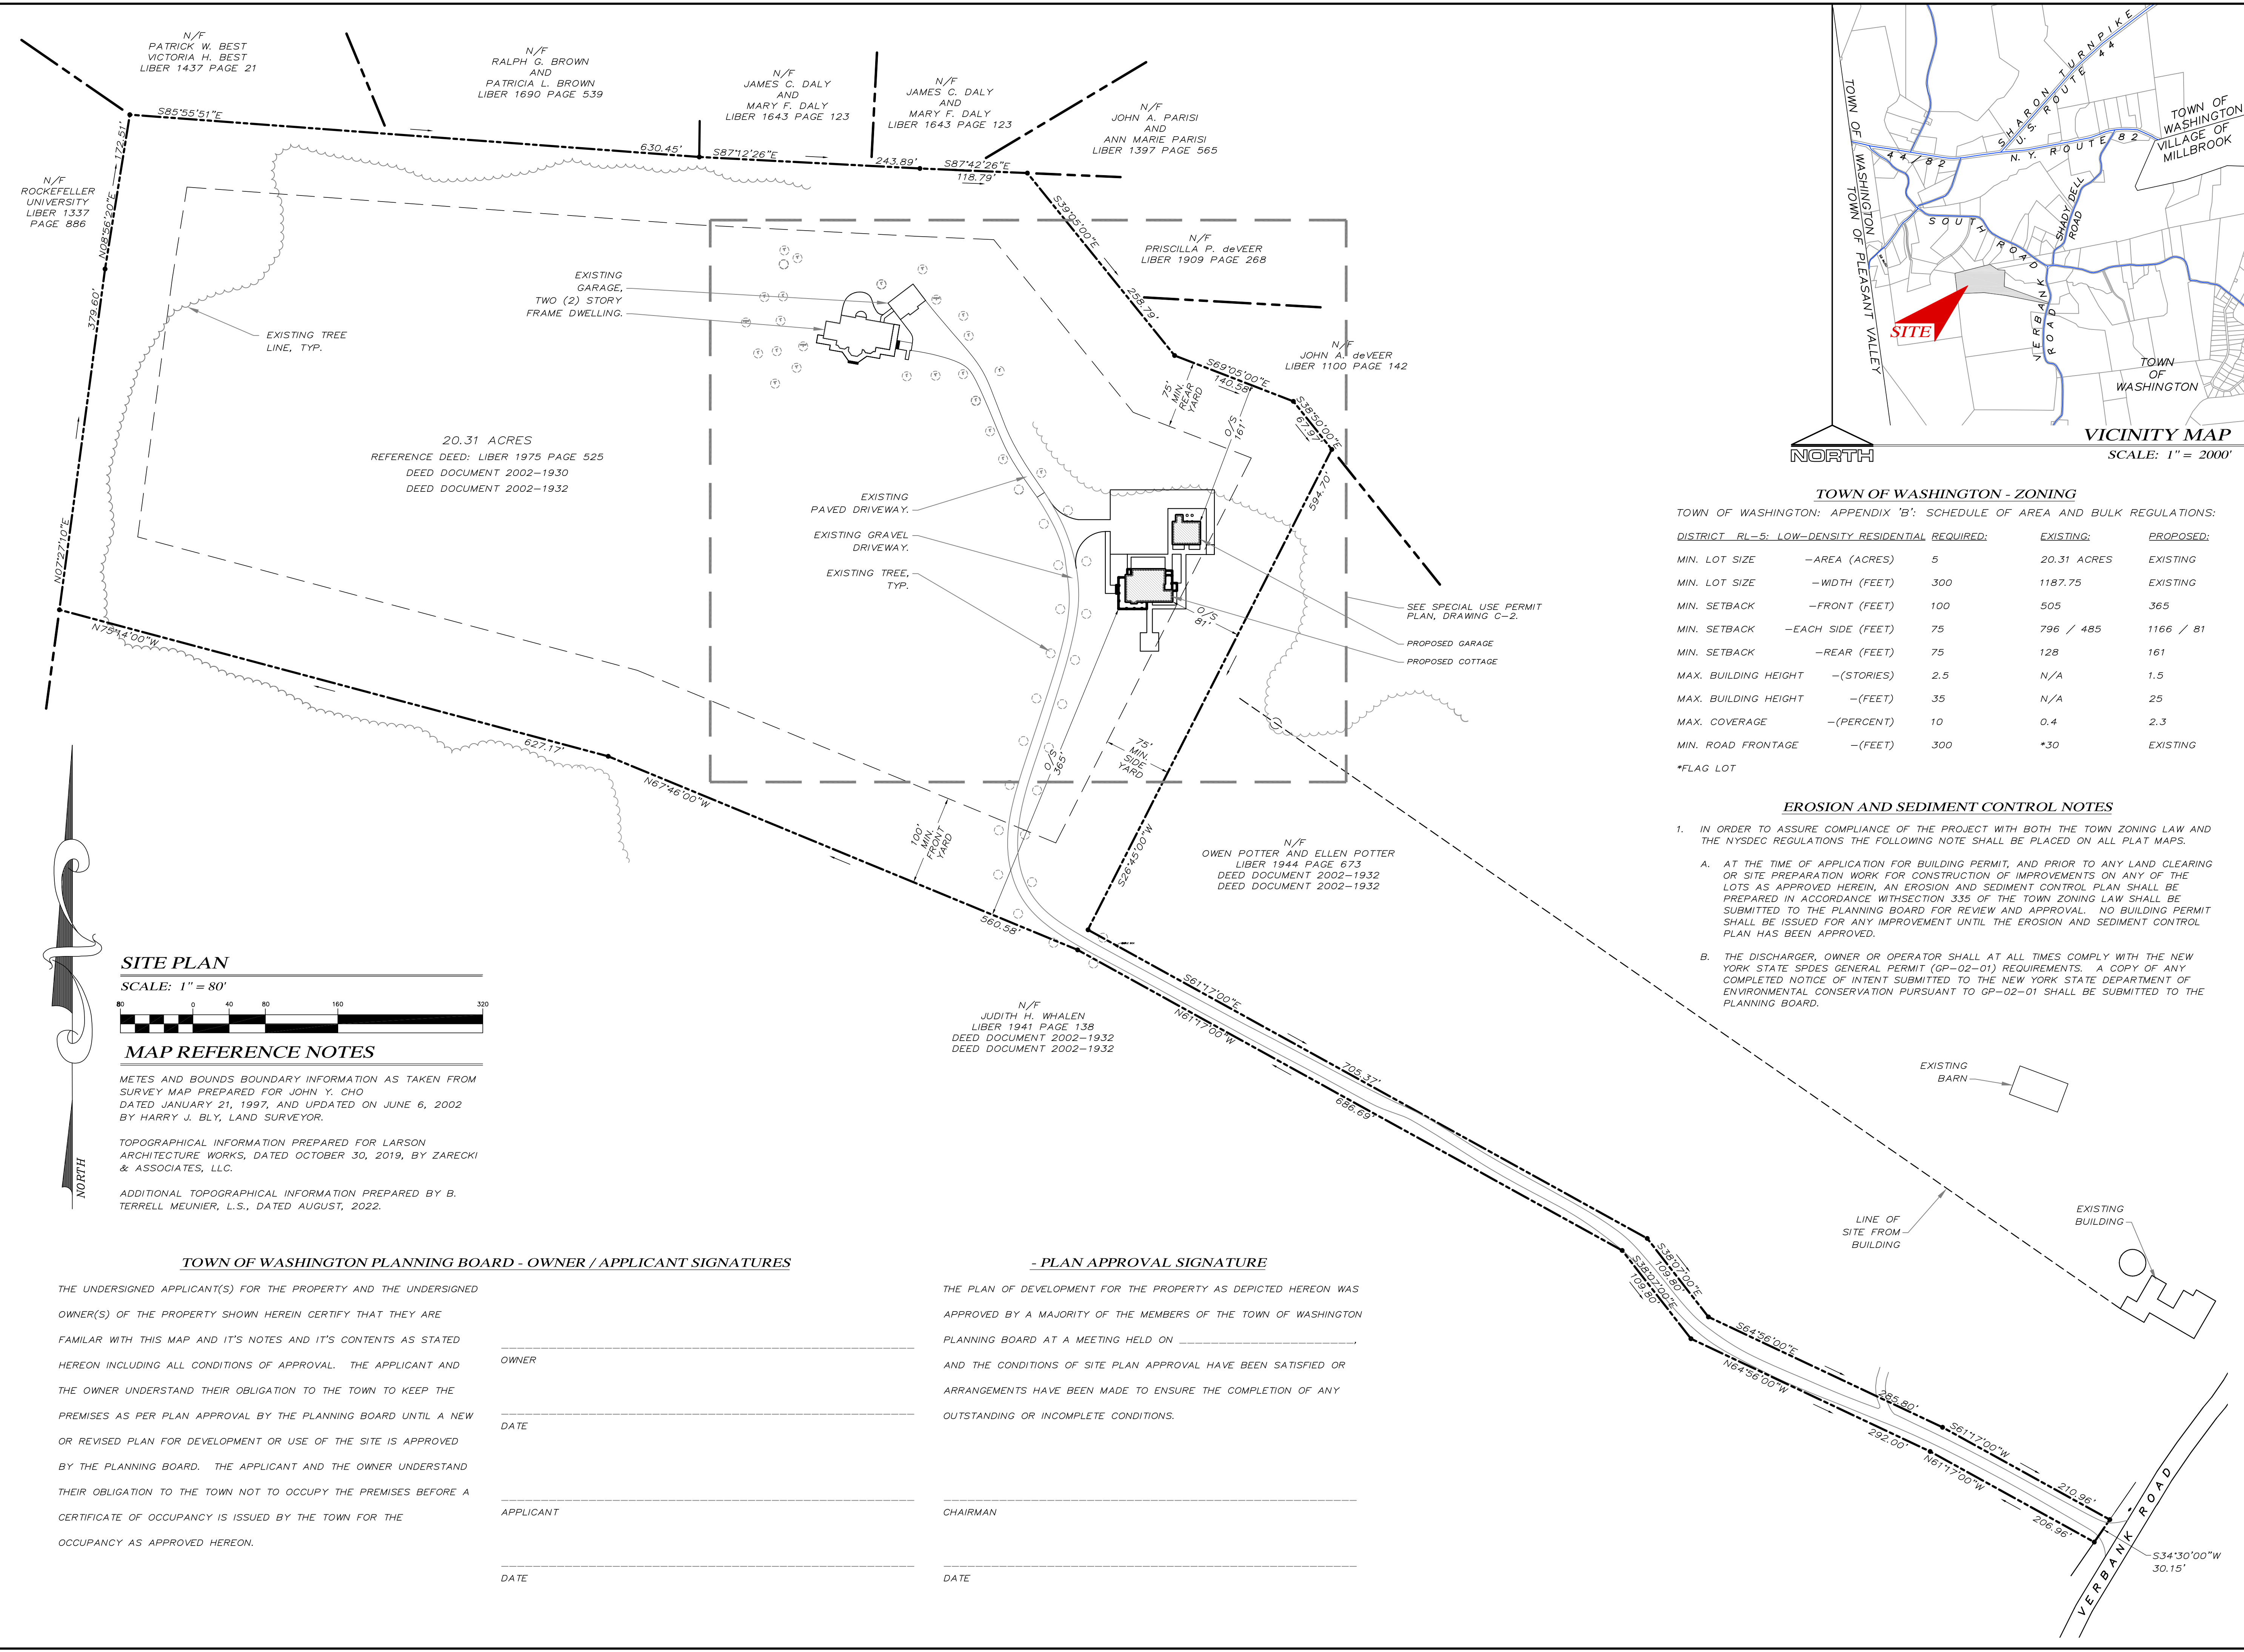 N/F
PATRICK W. BEST
VICTORIA H. BEST
LIBER 1437 PAGE 21
N/F
RALPH G. BROWN
AND
PATRICIA L. BROWN
LIBER 1690 PAGE 539
N/F
JAMES C. DALY
AND
MARY F. DALY
LIBER 1643 PAGE 123
N/F
JAMES C. DALY
AND
MARY F. DALY
LIBER 1643 PAGE 123
N/F
JOHN A. PARISI
AND
ANN MARIE PARISI
LIBER 1397 PAGE 565
N/F
ROCKEFELLER
UNIVERSITY
LIBER 1337
PAGE 886
S85°55'51"E
630.45'
S87°12'26"E
243.89'
S87°42'26"E
118.79'
172.51'
N08°56'20"E
379.60'
N07°27'10"E
S39°05'00"E
258.79'
N/F
PRISCILLA P. deVEER
LIBER 1909 PAGE 268
N/F
JOHN A. deVEER
LIBER 1100 PAGE 142
S69°05'00"E
140.58'
S38°50'00"E
67.97'
594.70'
S26°45'00"W
75'
MIN.
REAR
YARD
O/S
161'
EXISTING
GARAGE,
TWO (2) STORY
FRAME DWELLING.
EXISTING TREE
LINE, TYP.
20.31 ACRES
REFERENCE DEED: LIBER 1975 PAGE 525
DEED DOCUMENT 2002-1930
DEED DOCUMENT 2002-1932
EXISTING
PAVED DRIVEWAY.
EXISTING GRAVEL
DRIVEWAY.
EXISTING TREE,
TYP.
O/S
81'
SEE SPECIAL USE PERMIT
PLAN, DRAWING C-2.
PROPOSED GARAGE
PROPOSED COTTAGE
75'
MIN.
SIDE
YARD
O/S
365'
100'
MIN.
FRONT
YARD
N75°14'00"W
627.17'
N67°46'00"W
560.58'
N/F
OWEN POTTER AND ELLEN POTTER
LIBER 1944 PAGE 673
DEED DOCUMENT 2002-1932
DEED DOCUMENT 2002-1932
N/F
JUDITH H. WHALEN
LIBER 1941 PAGE 138
DEED DOCUMENT 2002-1932
DEED DOCUMENT 2002-1932
S61°17'00"E
N61°17'00"W
705.37'
686.69'
S38°07'00"E
109.80'
S38°07'00"E
109.80'
S64°56'00"E
285.80'
N64°56'00"W
292.00'
S61°17'00"W
210.96'
N61°17'00"W
206.96'
S34°30'00"W
30.15'
VERBANK ROAD
LINE OF
SITE FROM
BUILDING
EXISTING
BARN
EXISTING
BUILDING
TOWN OF WASHINGTON
TOWN OF PLEASANT VALLEY
SHARON TURNPIKE
U.S. ROUTE 44
44/82
N.Y. ROUTE 82
TOWN OF
WASHINGTON
VILLAGE OF
MILLBROOK
SOUTH ROAD
SHADY DELL
ROAD
VERBANK
ROAD
SITE
TOWN
OF
WASHINGTON
NORTH
VICINITY MAP
SCALE: 1" = 2000'
TOWN OF WASHINGTON - ZONING
TOWN OF WASHINGTON: APPENDIX 'B': SCHEDULE OF AREA AND BULK REGULATIONS:
DISTRICT RL-5: LOW-DENSITY RESIDENTIAL REQUIRED: EXISTING: PROPOSED:
MIN. LOT SIZE -AREA (ACRES) 5 20.31 ACRES EXISTING
MIN. LOT SIZE -WIDTH (FEET) 300 1187.75 EXISTING
MIN. SETBACK -FRONT (FEET) 100 505 365
MIN. SETBACK -EACH SIDE (FEET) 75 796 / 485 1166 / 81
MIN. SETBACK -REAR (FEET) 75 128 161
MAX. BUILDING HEIGHT -(STORIES) 2.5 N/A 1.5
MAX. BUILDING HEIGHT -(FEET) 35 N/A 25
MAX. COVERAGE -(PERCENT) 10 0.4 2.3
MIN. ROAD FRONTAGE -(FEET) 300 *30 EXISTING
*FLAG LOT
EROSION AND SEDIMENT CONTROL NOTES
1. IN ORDER TO ASSURE COMPLIANCE OF THE PROJECT WITH BOTH THE TOWN ZONING LAW AND
THE NYSDEC REGULATIONS THE FOLLOWING NOTE SHALL BE PLACED ON ALL PLAT MAPS.
A. AT THE TIME OF APPLICATION FOR BUILDING PERMIT, AND PRIOR TO ANY LAND CLEARING
OR SITE PREPARATION WORK FOR CONSTRUCTION OF IMPROVEMENTS ON ANY OF THE
LOTS AS APPROVED HEREIN, AN EROSION AND SEDIMENT CONTROL PLAN SHALL BE
PREPARED IN ACCORDANCE WITHSECTION 335 OF THE TOWN ZONING LAW SHALL BE
SUBMITTED TO THE PLANNING BOARD FOR REVIEW AND APPROVAL. NO BUILDING PERMIT
SHALL BE ISSUED FOR ANY IMPROVEMENT UNTIL THE EROSION AND SEDIMENT CONTROL
PLAN HAS BEEN APPROVED.
B. THE DISCHARGER, OWNER OR OPERATOR SHALL AT ALL TIMES COMPLY WITH THE NEW
YORK STATE SPDES GENERAL PERMIT (GP-02-01) REQUIREMENTS. A COPY OF ANY
COMPLETED NOTICE OF INTENT SUBMITTED TO THE NEW YORK STATE DEPARTMENT OF
ENVIRONMENTAL CONSERVATION PURSUANT TO GP-02-01 SHALL BE SUBMITTED TO THE
PLANNING BOARD.
NORTH
SITE PLAN
SCALE: 1" = 80'
80 0 40 80 160 320
MAP REFERENCE NOTES
METES AND BOUNDS BOUNDARY INFORMATION AS TAKEN FROM
SURVEY MAP PREPARED FOR JOHN Y. CHO
DATED JANUARY 21, 1997, AND UPDATED ON JUNE 6, 2002
BY HARRY J. BLY, LAND SURVEYOR.
TOPOGRAPHICAL INFORMATION PREPARED FOR LARSON
ARCHITECTURE WORKS, DATED OCTOBER 30, 2019, BY ZARECKI
& ASSOCIATES, LLC.
ADDITIONAL TOPOGRAPHICAL INFORMATION PREPARED BY B.
TERRELL MEUNIER, L.S., DATED AUGUST, 2022.
TOWN OF WASHINGTON PLANNING BOARD - OWNER / APPLICANT SIGNATURES
THE UNDERSIGNED APPLICANT(S) FOR THE PROPERTY AND THE UNDERSIGNED
OWNER(S) OF THE PROPERTY SHOWN HEREIN CERTIFY THAT THEY ARE
FAMILAR WITH THIS MAP AND IT'S NOTES AND IT'S CONTENTS AS STATED
HEREON INCLUDING ALL CONDITIONS OF APPROVAL. THE APPLICANT AND
THE OWNER UNDERSTAND THEIR OBLIGATION TO THE TOWN TO KEEP THE
PREMISES AS PER PLAN APPROVAL BY THE PLANNING BOARD UNTIL A NEW
OR REVISED PLAN FOR DEVELOPMENT OR USE OF THE SITE IS APPROVED
BY THE PLANNING BOARD. THE APPLICANT AND THE OWNER UNDERSTAND
THEIR OBLIGATION TO THE TOWN NOT TO OCCUPY THE PREMISES BEFORE A
CERTIFICATE OF OCCUPANCY IS ISSUED BY THE TOWN FOR THE
OCCUPANCY AS APPROVED HEREON.
OWNER
DATE
APPLICANT
DATE
- PLAN APPROVAL SIGNATURE
THE PLAN OF DEVELOPMENT FOR THE PROPERTY AS DEPICTED HEREON WAS
APPROVED BY A MAJORITY OF THE MEMBERS OF THE TOWN OF WASHINGTON
PLANNING BOARD AT A MEETING HELD ON ______________________,
AND THE CONDITIONS OF SITE PLAN APPROVAL HAVE BEEN SATISFIED OR
ARRANGEMENTS HAVE BEEN MADE TO ENSURE THE COMPLETION OF ANY
OUTSTANDING OR INCOMPLETE CONDITIONS.
CHAIRMAN
DATE